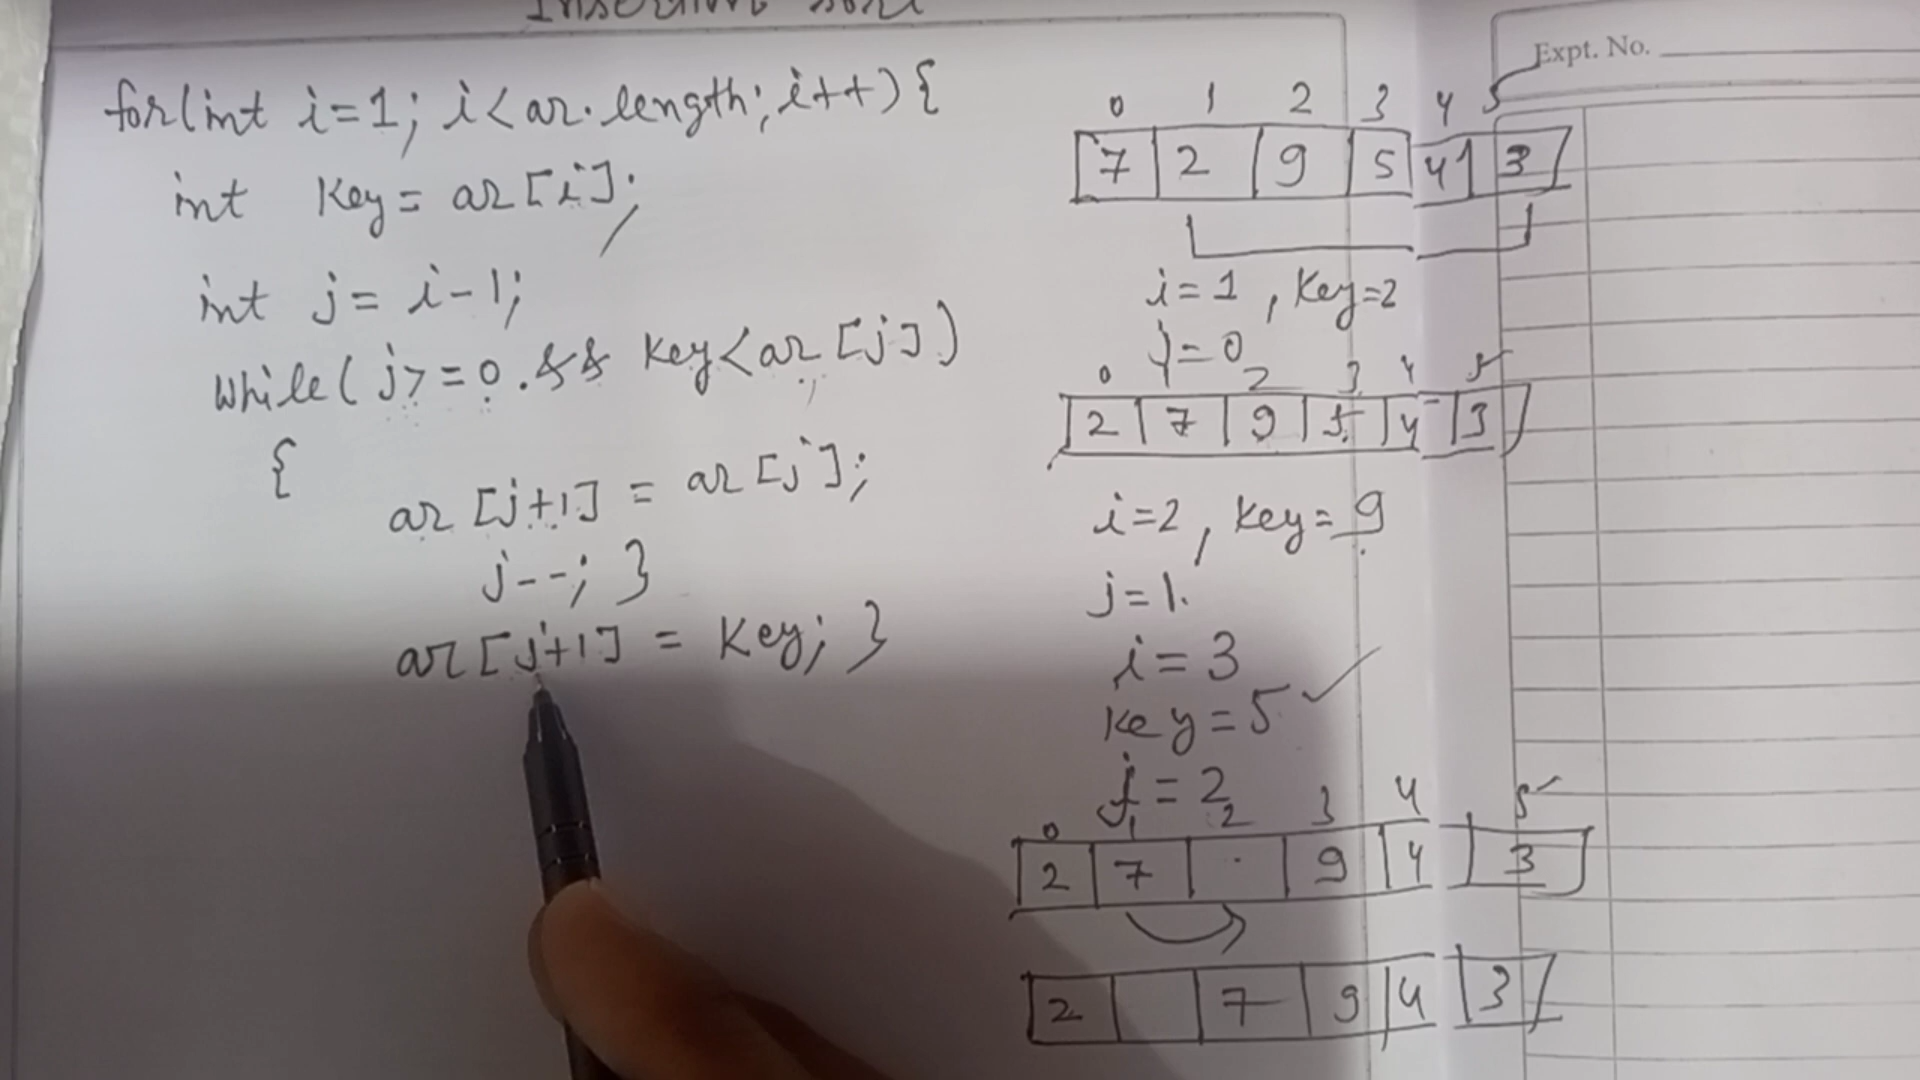 Insertion sort
for(int i=1; i<ar.length; i++){
int key= ar[i];
int j= i-1;
while( j>=0 && key<ar[j])
{
ar[j+1] = ar[j];
j--; }
ar[j+1] = key; }
Expt. No.
0 1 2 3 4 5
7 2 9 5 4 3
i=1, key=2
j=0
0 2 3 4 5
2 7 9 5 4 3
i=2, key=9
j=1.
i=3
key=5
j=2
0 1 2 3 4 5
2 7 9 4 3
2 7 9 4 3